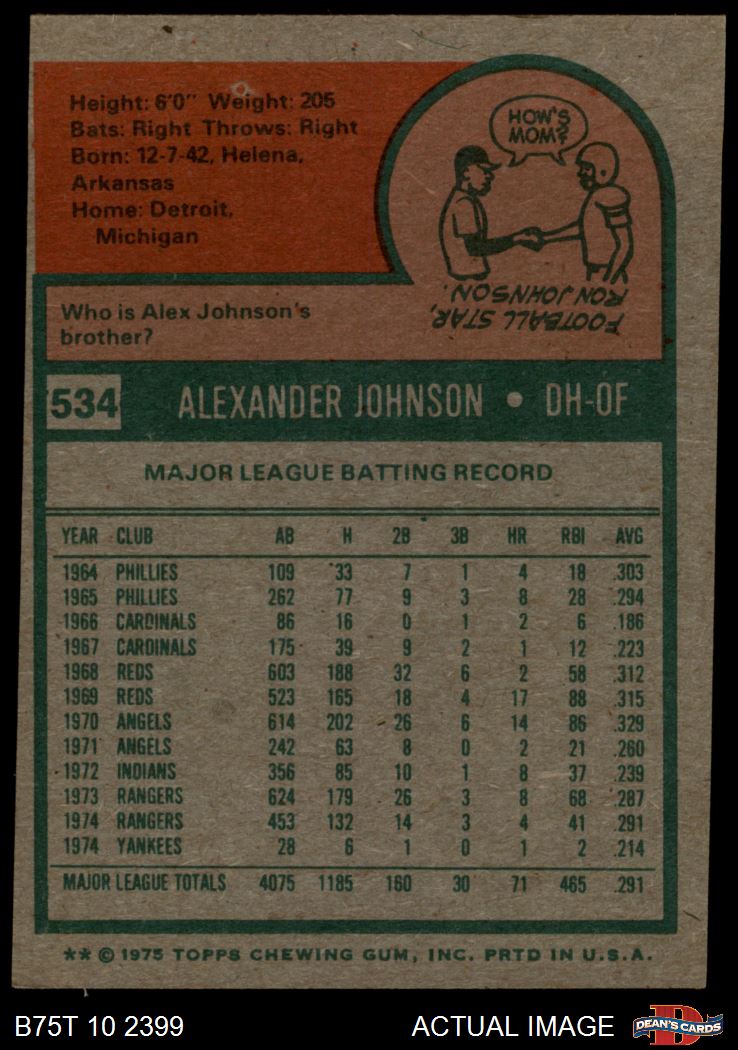 Height: 6'0" Weight: 205
Bats: Right Throws: Right
Born: 12-7-42, Helena,
Arkansas
Home: Detroit,
Michigan
HOW'S
MOM?
Who is Alex Johnson's
brother?
FOOTBALL STAR,
RON JOHNSON.
534 ALEXANDER JOHNSON • DH-OF
MAJOR LEAGUE BATTING RECORD
YEAR CLUB AB H 2B 3B HR RBI AVG
1964 PHILLIES 109 33 7 1 4 18 .303
1965 PHILLIES 262 77 9 3 8 28 .294
1966 CARDINALS 86 16 0 1 2 6 .186
1967 CARDINALS 175 39 9 2 1 12 .223
1968 REDS 603 188 32 6 2 58 .312
1969 REDS 523 165 18 4 17 88 .315
1970 ANGELS 614 202 26 6 14 86 .329
1971 ANGELS 242 63 8 0 2 21 .260
1972 INDIANS 356 85 10 1 8 37 .239
1973 RANGERS 624 179 26 3 8 68 .287
1974 RANGERS 453 132 14 3 4 41 .291
1974 YANKEES 28 6 1 0 1 2 .214
MAJOR LEAGUE TOTALS 4075 1185 160 30 71 465 .291
** © 1975 TOPPS CHEWING GUM, INC. PRTD IN U.S.A.
B75T 10 2399 ACTUAL IMAGE DEAN'S CARDS